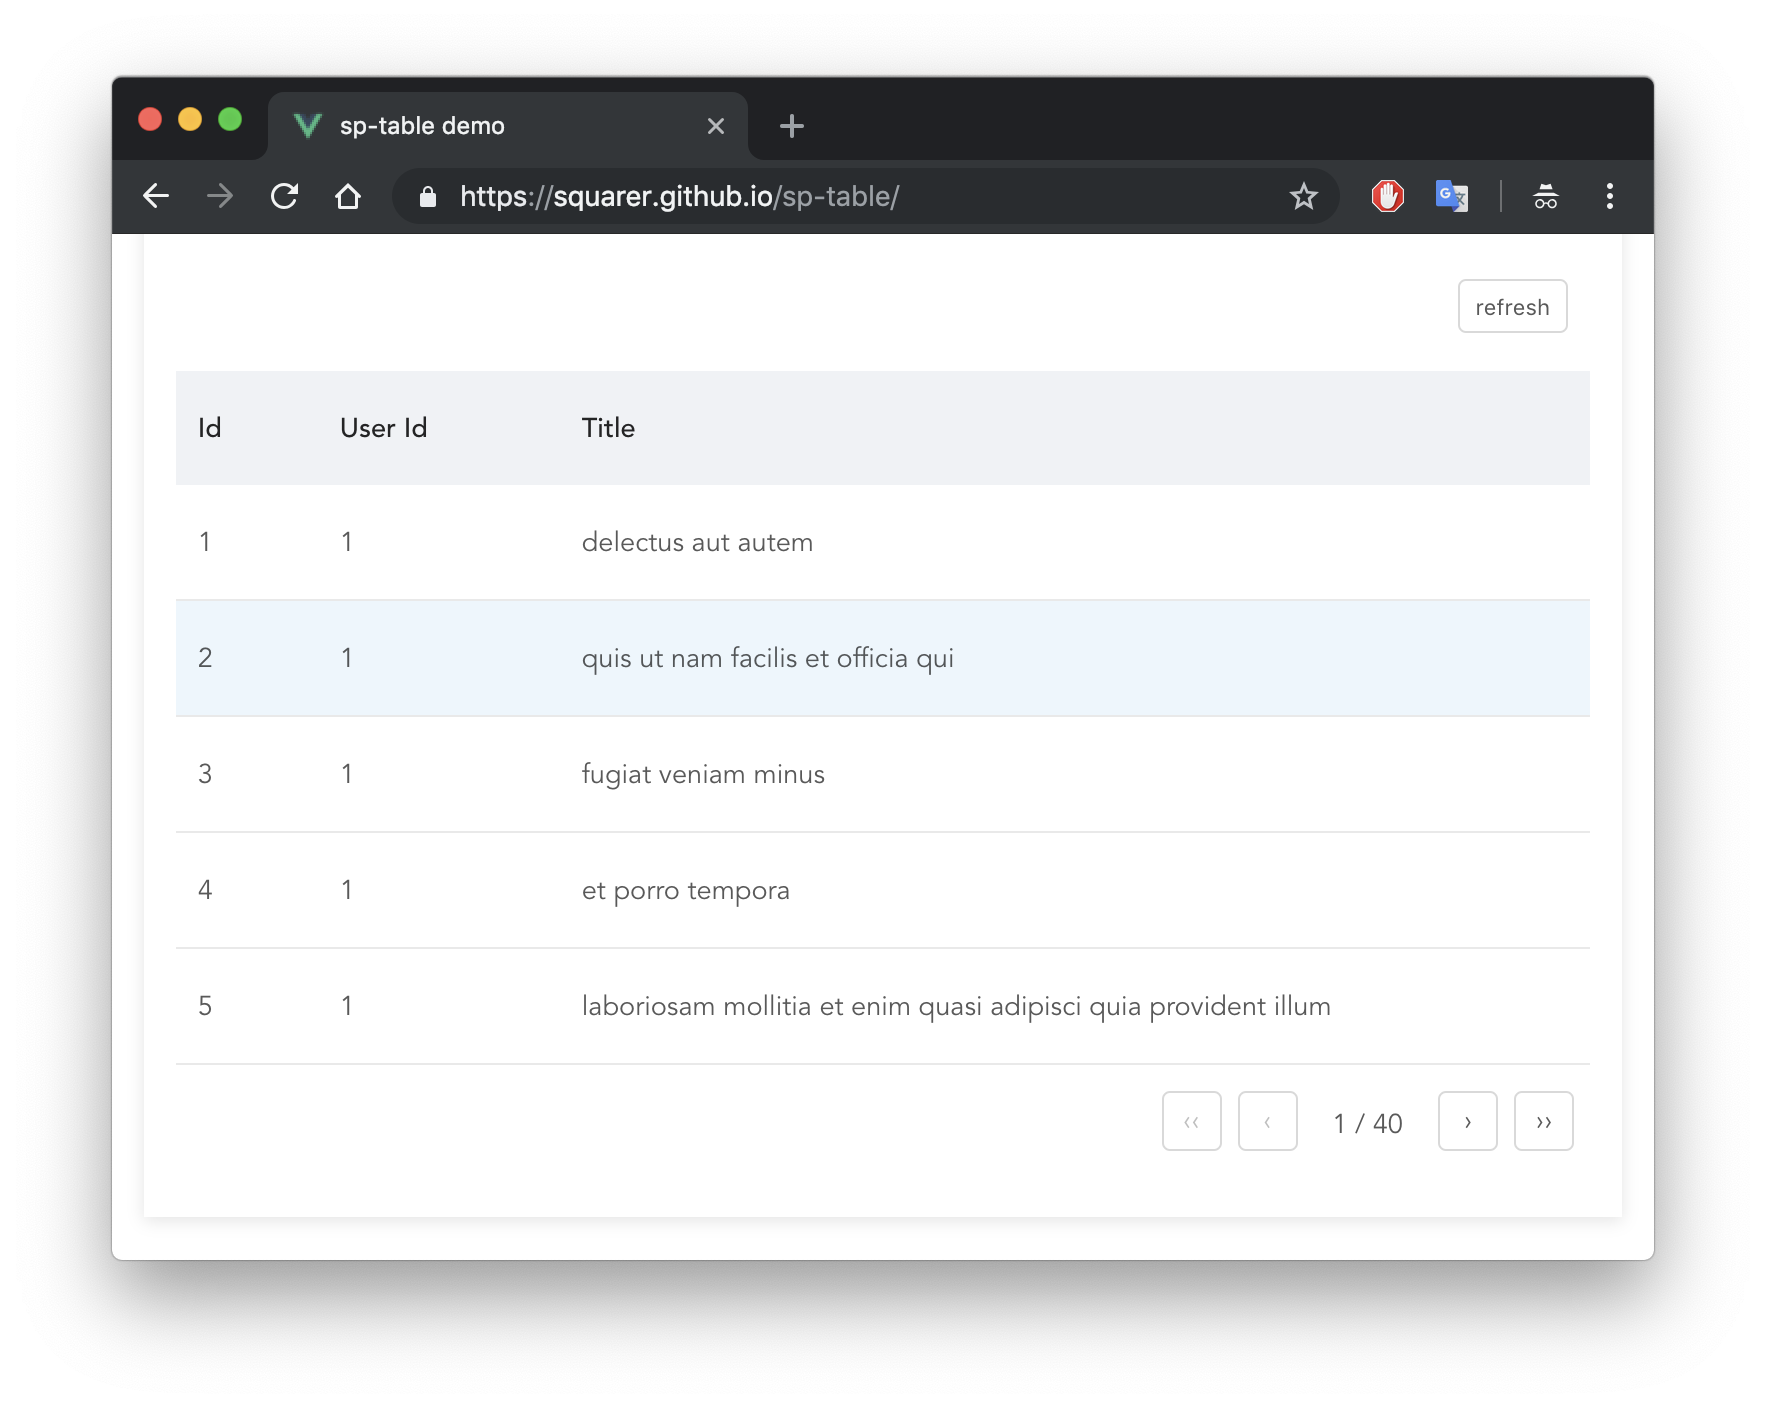 sp-table demo
https://squarer.github.io/sp-table/
refresh
Id User Id Title
1 1 delectus aut autem
2 1 quis ut nam facilis et officia qui
3 1 fugiat veniam minus
4 1 et porro tempora
5 1 laboriosam mollitia et enim quasi adipisci quia provident illum
‹‹ ‹ 1 / 40 › ››